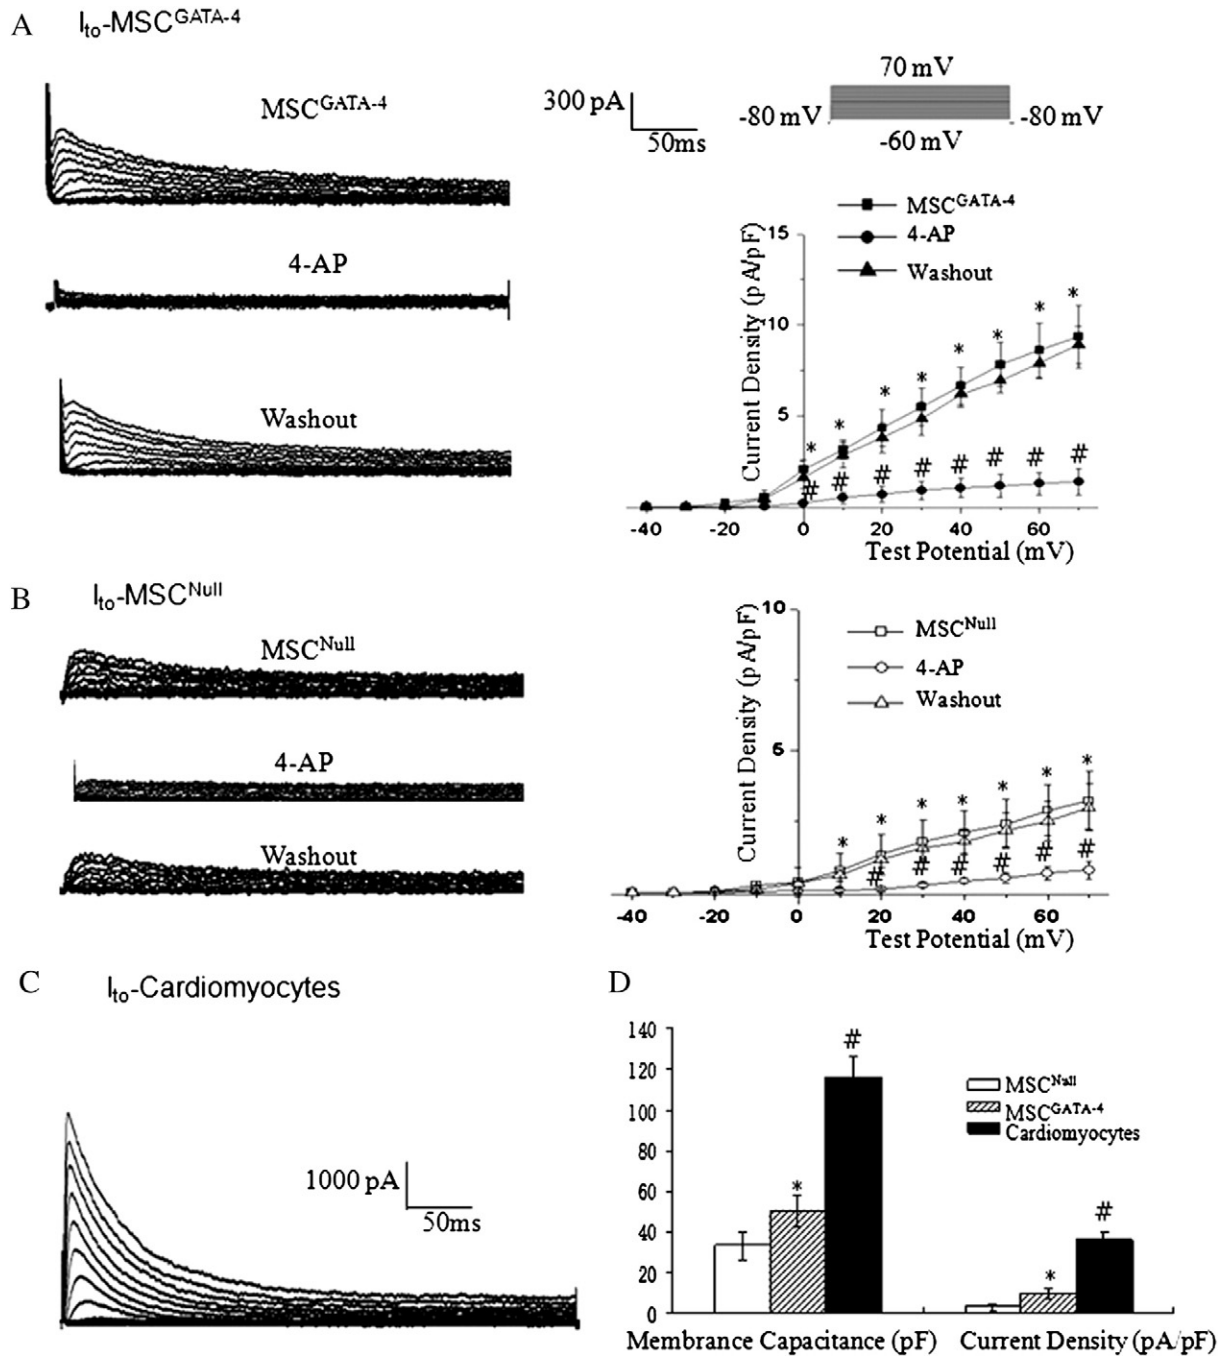 A
Ito-MSCGATA-4
MSCGATA-4
4-AP
Washout
300 pA
50ms
70 mV
-80 mV
-80 mV
-60 mV
MSCGATA-4
4-AP
Washout
Current Density (pA/pF)
15
10
5
* * * * * * * *
# # # # # # # #
-40 -20 0 20 40 60
Test Potential (mV)
B
Ito-MSCNull
MSCNull
4-AP
Washout
MSCNull
4-AP
Washout
Current Density (pA/pF)
10
5
* * * * * * *
# # # # # #
-40 -20 0 20 40 60
Test Potential (mV)
C
Ito-Cardiomyocytes
1000 pA
50ms
D
140
120
100
80
60
40
20
0
* #
* #
MSCNull
MSCGATA-4
Cardiomyocytes
Membrance Capacitance (pF)
Current Density (pA/pF)